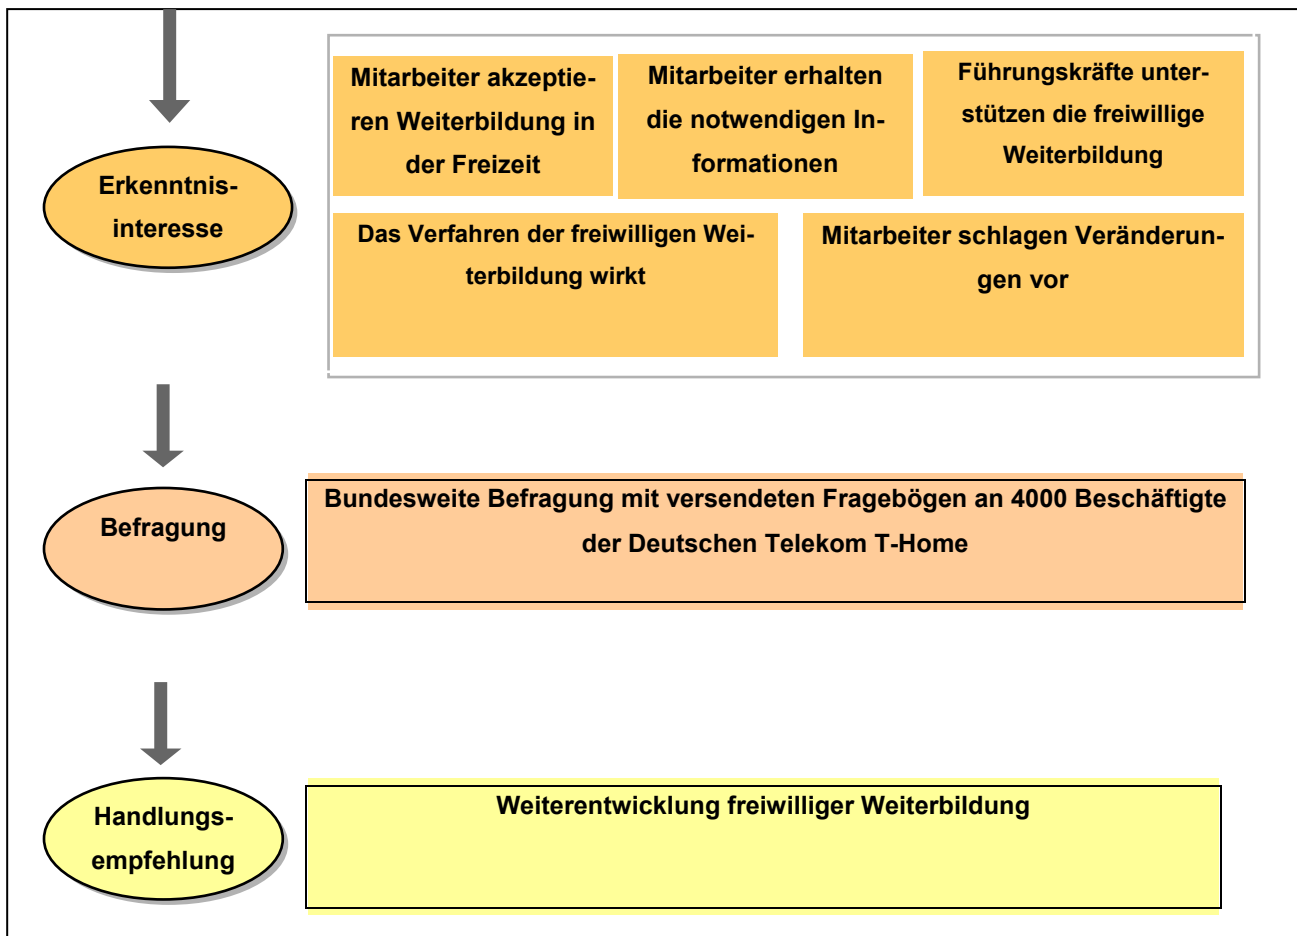 Erkenntnis-
interesse
Mitarbeiter akzeptie-
ren Weiterbildung in
der Freizeit
Mitarbeiter erhalten
die notwendigen In-
formationen
Führungskräfte unter-
stützen die freiwillige
Weiterbildung
Das Verfahren der freiwilligen Wei-
terbildung wirkt
Mitarbeiter schlagen Veränderun-
gen vor
Befragung
Bundesweite Befragung mit versendeten Fragebögen an 4000 Beschäftigte
der Deutschen Telekom T-Home
Handlungs-
empfehlung
Weiterentwicklung freiwilliger Weiterbildung